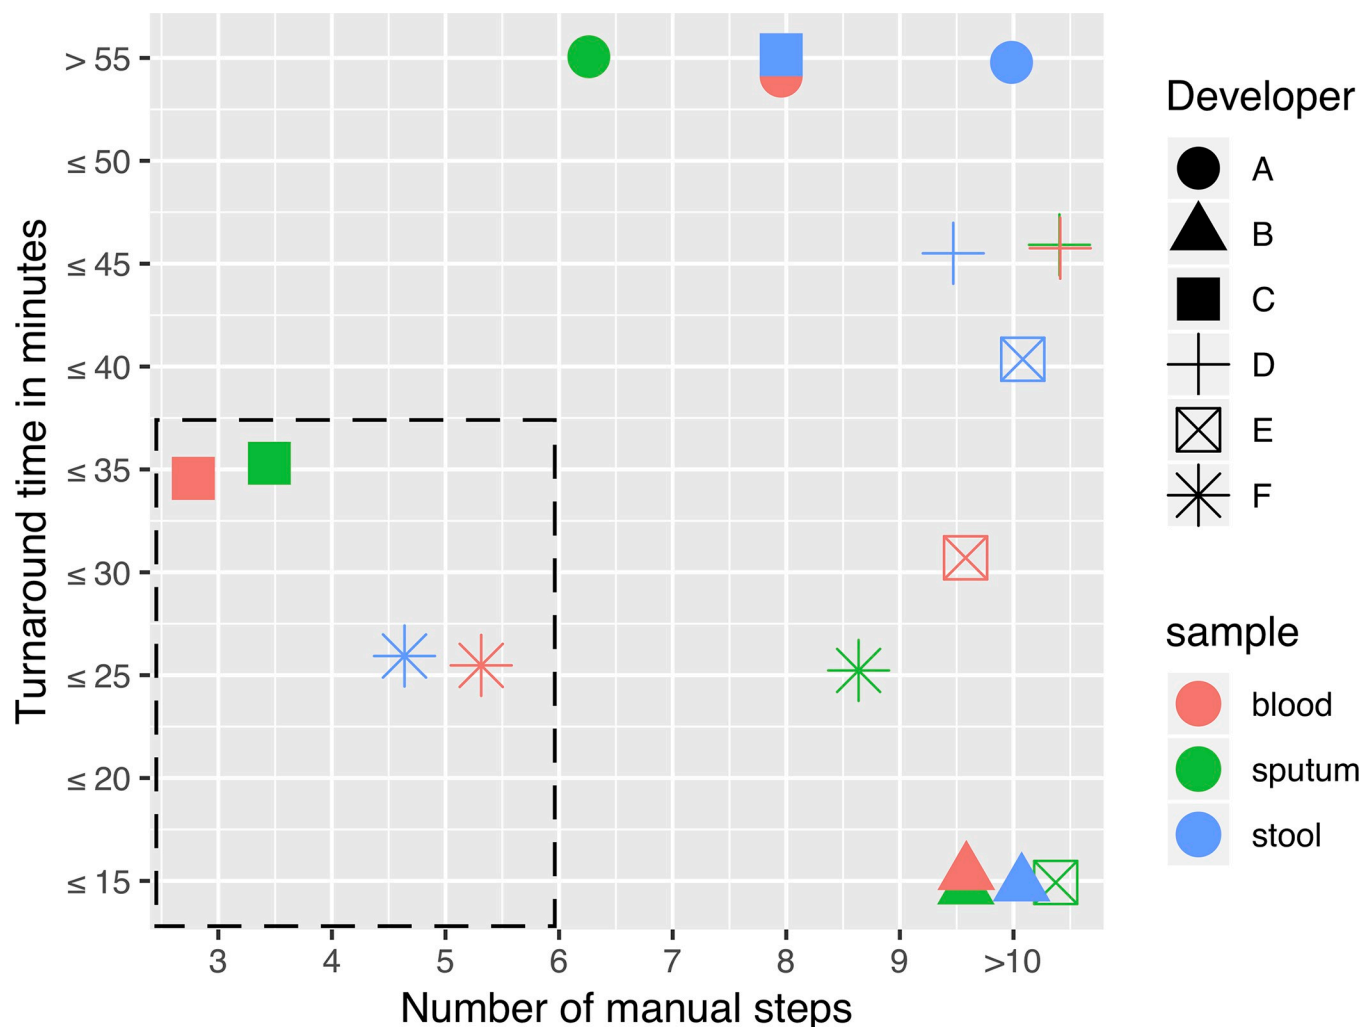 > 55
≤ 50
≤ 45
≤ 40
≤ 35
≤ 30
≤ 25
≤ 20
≤ 15
Turnaround time in minutes
3 4 5 6 7 8 9 >10
Number of manual steps
Developer
A
B
C
D
E
F
sample
blood
sputum
stool